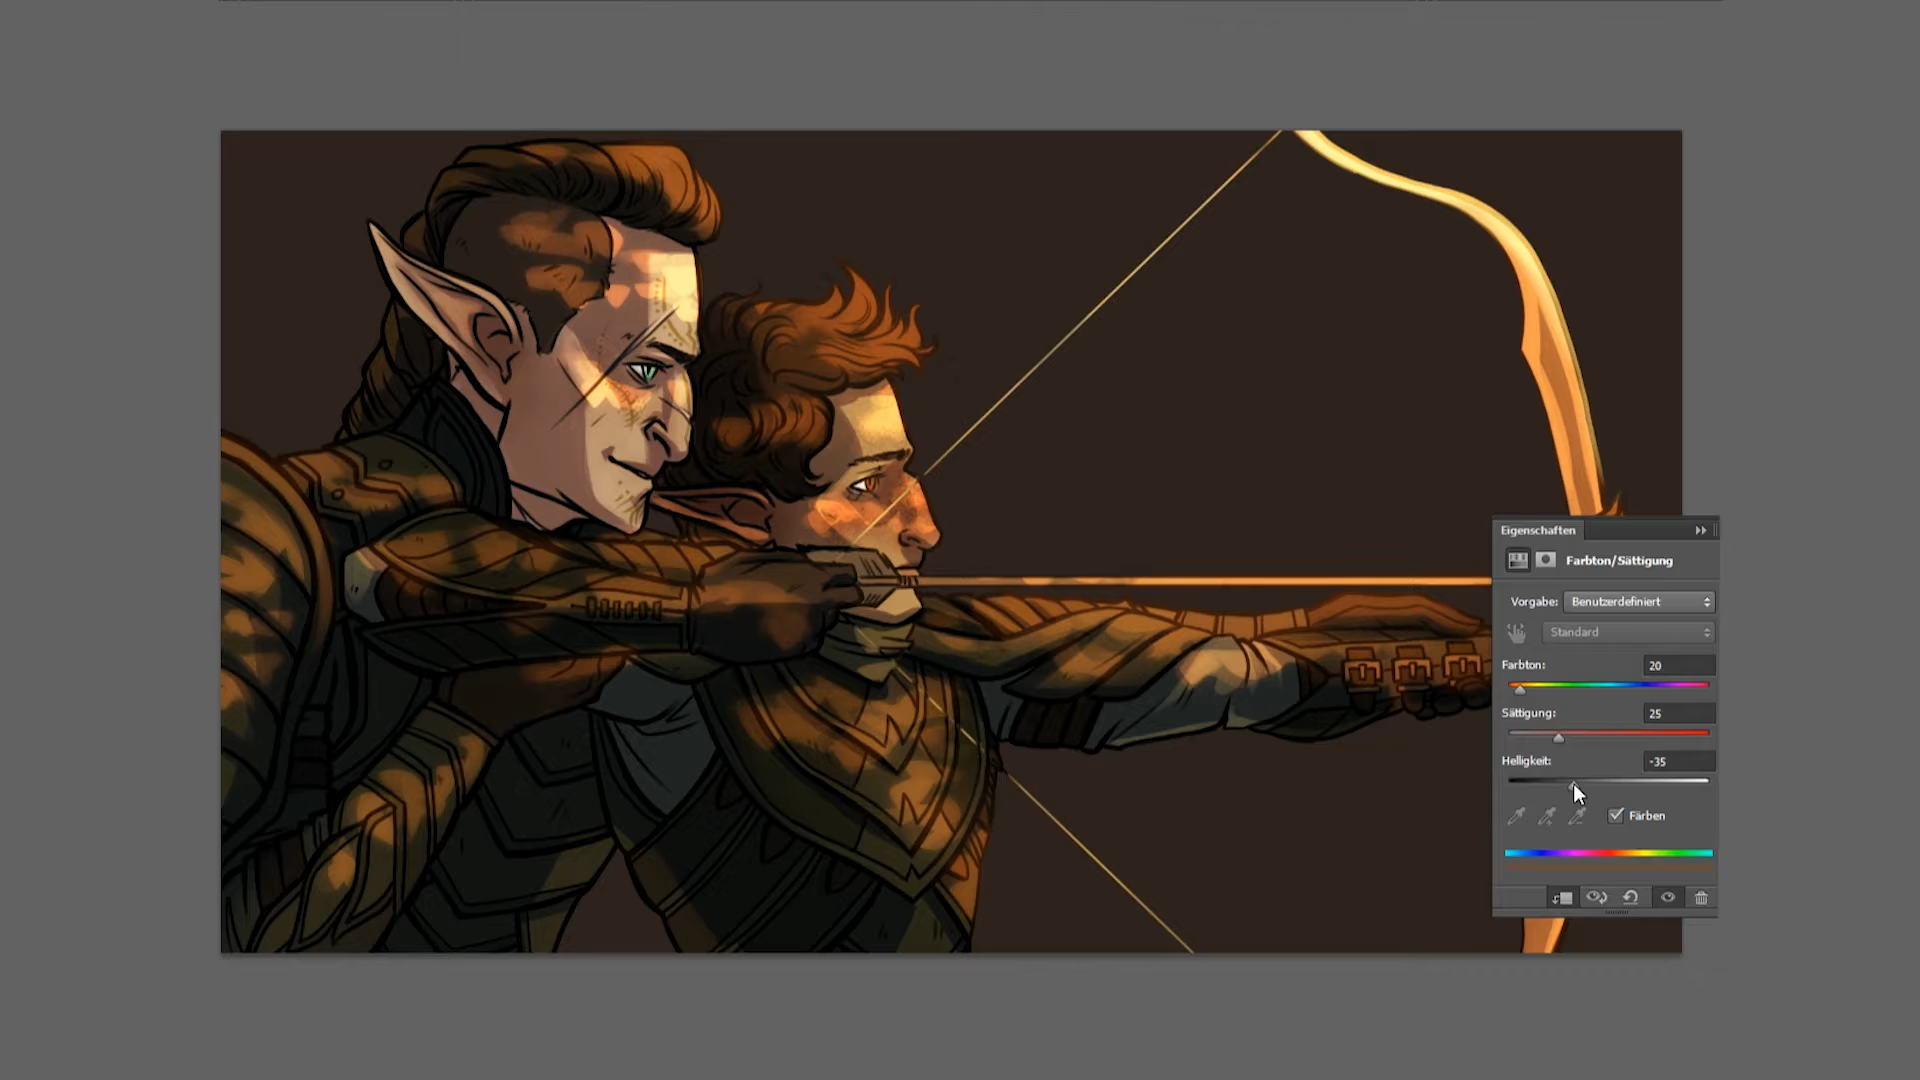 Eigenschaften
Farbton/Sättigung
Vorgabe: Benutzerdefiniert
Standard
Farbton: 20
Sättigung: 25
Helligkeit: -35
Färben